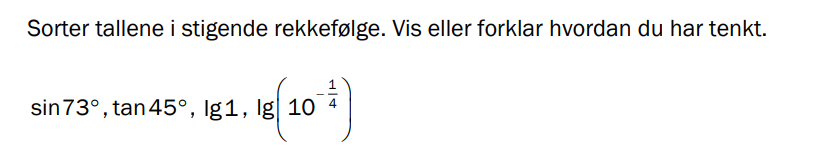 Sorter tallene i stigende rekkefølge. Vis eller forklar hvordan du har tenkt.
sin73°, tan45°, lg1, lg(10^(-1/4))